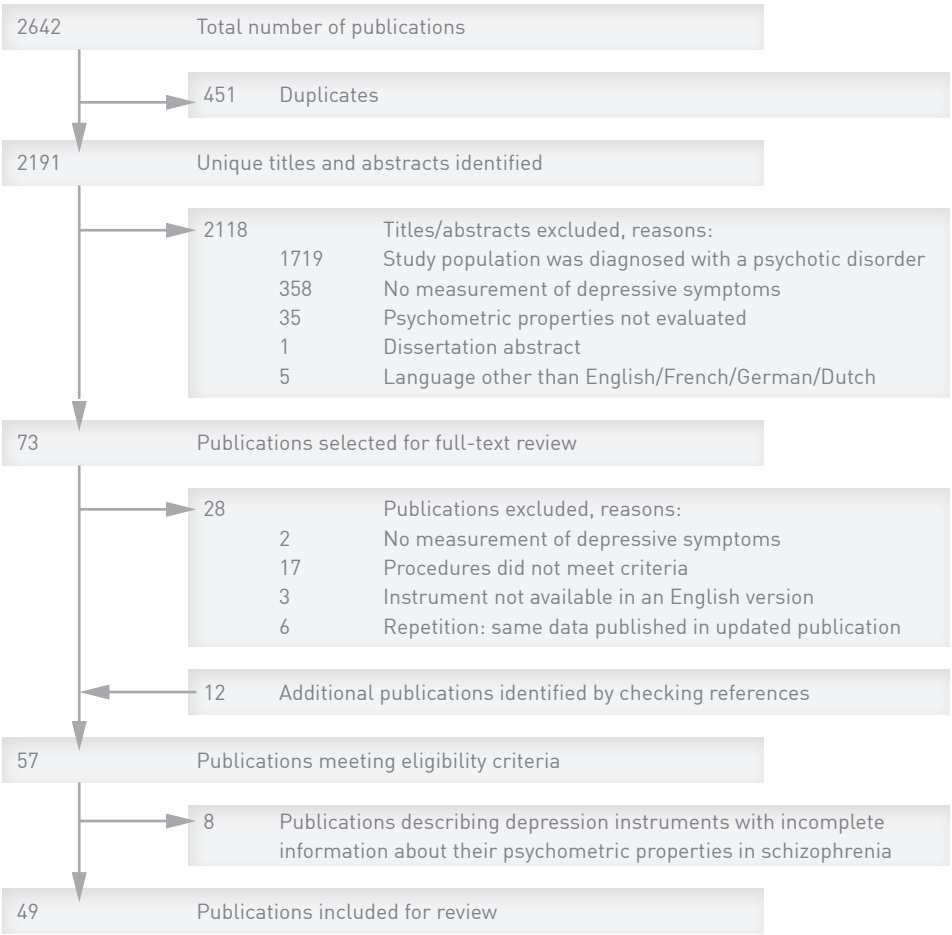 2642 Total number of publications
451 Duplicates
2191 Unique titles and abstracts identified
2118 Titles/abstracts excluded, reasons:
1719 Study population was diagnosed with a psychotic disorder
358 No measurement of depressive symptoms
35 Psychometric properties not evaluated
1 Dissertation abstract
5 Language other than English/French/German/Dutch
73 Publications selected for full-text review
28 Publications excluded, reasons:
2 No measurement of depressive symptoms
17 Procedures did not meet criteria
3 Instrument not available in an English version
6 Repetition: same data published in updated publication
12 Additional publications identified by checking references
57 Publications meeting eligibility criteria
8 Publications describing depression instruments with incomplete
information about their psychometric properties in schizophrenia
49 Publications included for review